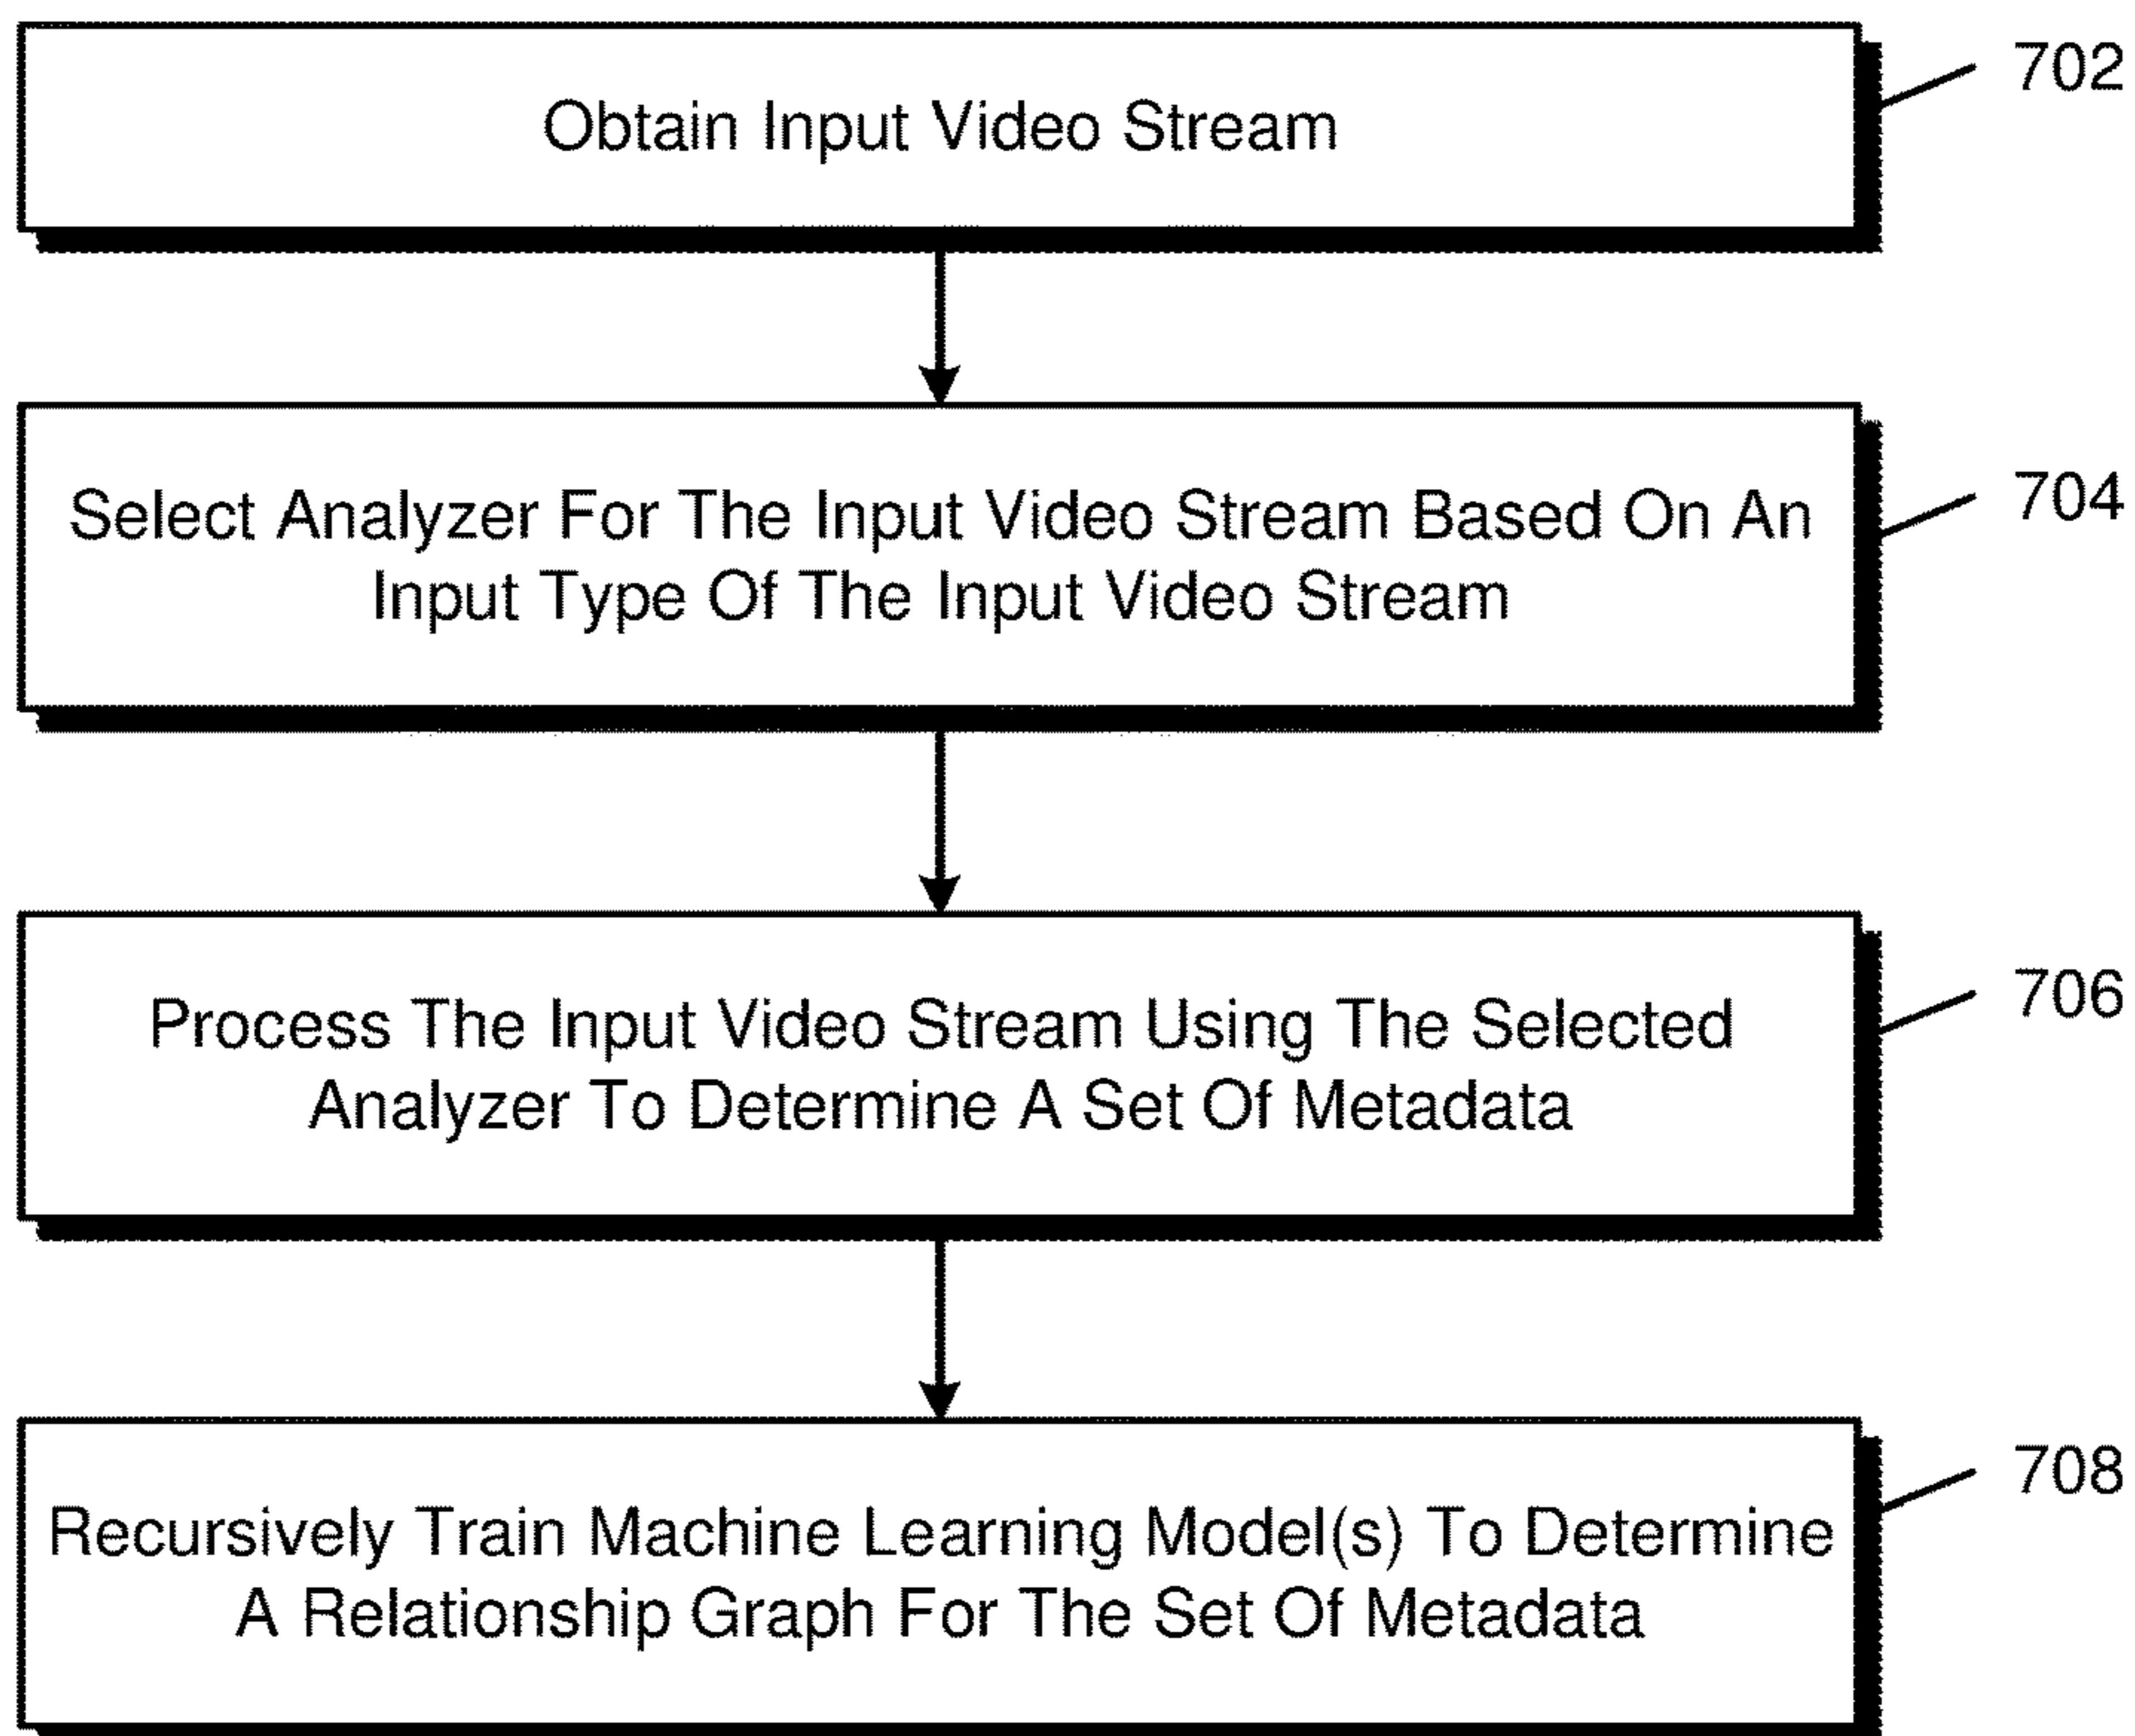 Obtain Input Video Stream
702
Select Analyzer For The Input Video Stream Based On An
Input Type Of The Input Video Stream
704
Process The Input Video Stream Using The Selected
Analyzer To Determine A Set Of Metadata
706
Recursively Train Machine Learning Model(s) To Determine
A Relationship Graph For The Set Of Metadata
708